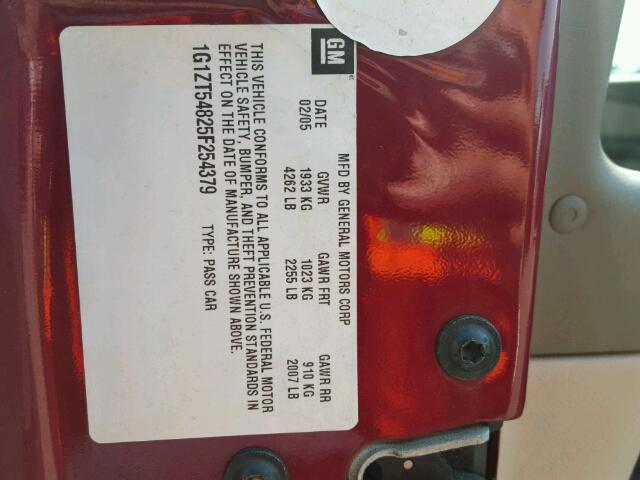 GM
MFD BY GENERAL MOTORS CORP
DATE GVWR GAWR FRT GAWR RR
02/05 1933 KG 1023 KG 910 KG
4262 LB 2255 LB 2007 LB
THIS VEHICLE CONFORMS TO ALL APPLICABLE U.S. FEDERAL MOTOR
VEHICLE SAFETY, BUMPER, AND THEFT PREVENTION STANDARDS IN
EFFECT ON THE DATE OF MANUFACTURE SHOWN ABOVE.
1G1ZT54825F254379 TYPE: PASS CAR